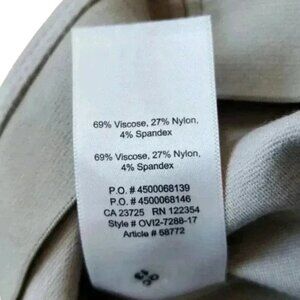 69% Viscose, 27% Nylon,
4% Spandex
69% Viscose, 27% Nylon,
4% Spandex
P.O. # 4500068139
P.O. # 4500068146
CA 23725 RN 122354
Style # OVI2-7288-17
Article # 58772